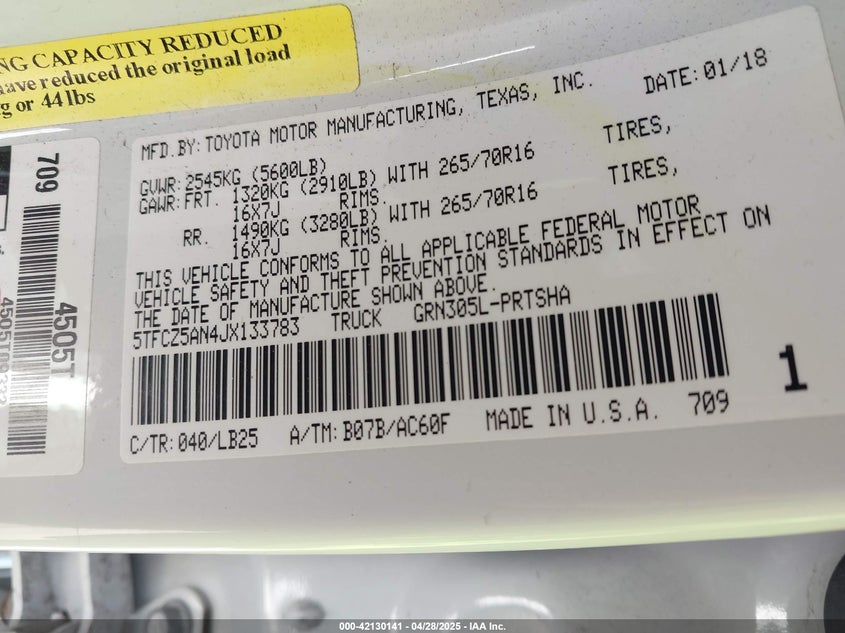 NG CAPACITY REDUCED
have reduced the original load
g or 44 lbs
709
4505T
4505T09332
MFD.BY: TOYOTA MOTOR MANUFACTURING, TEXAS, INC. DATE: 01/18
GVWR: 2545KG (5600LB)
GAWR: FRT. 1320KG (2910LB) WITH 265/70R16 TIRES,
16X7J RIMS.
RR. 1490KG (3280LB) WITH 265/70R16 TIRES,
16X7J RIMS.
THIS VEHICLE CONFORMS TO ALL APPLICABLE FEDERAL MOTOR
VEHICLE SAFETY AND THEFT PREVENTION STANDARDS IN EFFECT ON
THE DATE OF MANUFACTURE SHOWN ABOVE.
5TFCZ5AN4JX133783 TRUCK GRN305L-PRTSHA
1
C/TR: 040/LB25 A/TM: B07B/AC60F MADE IN U.S.A. 709
000-42130141 - 04/28/2025 - IAA Inc.